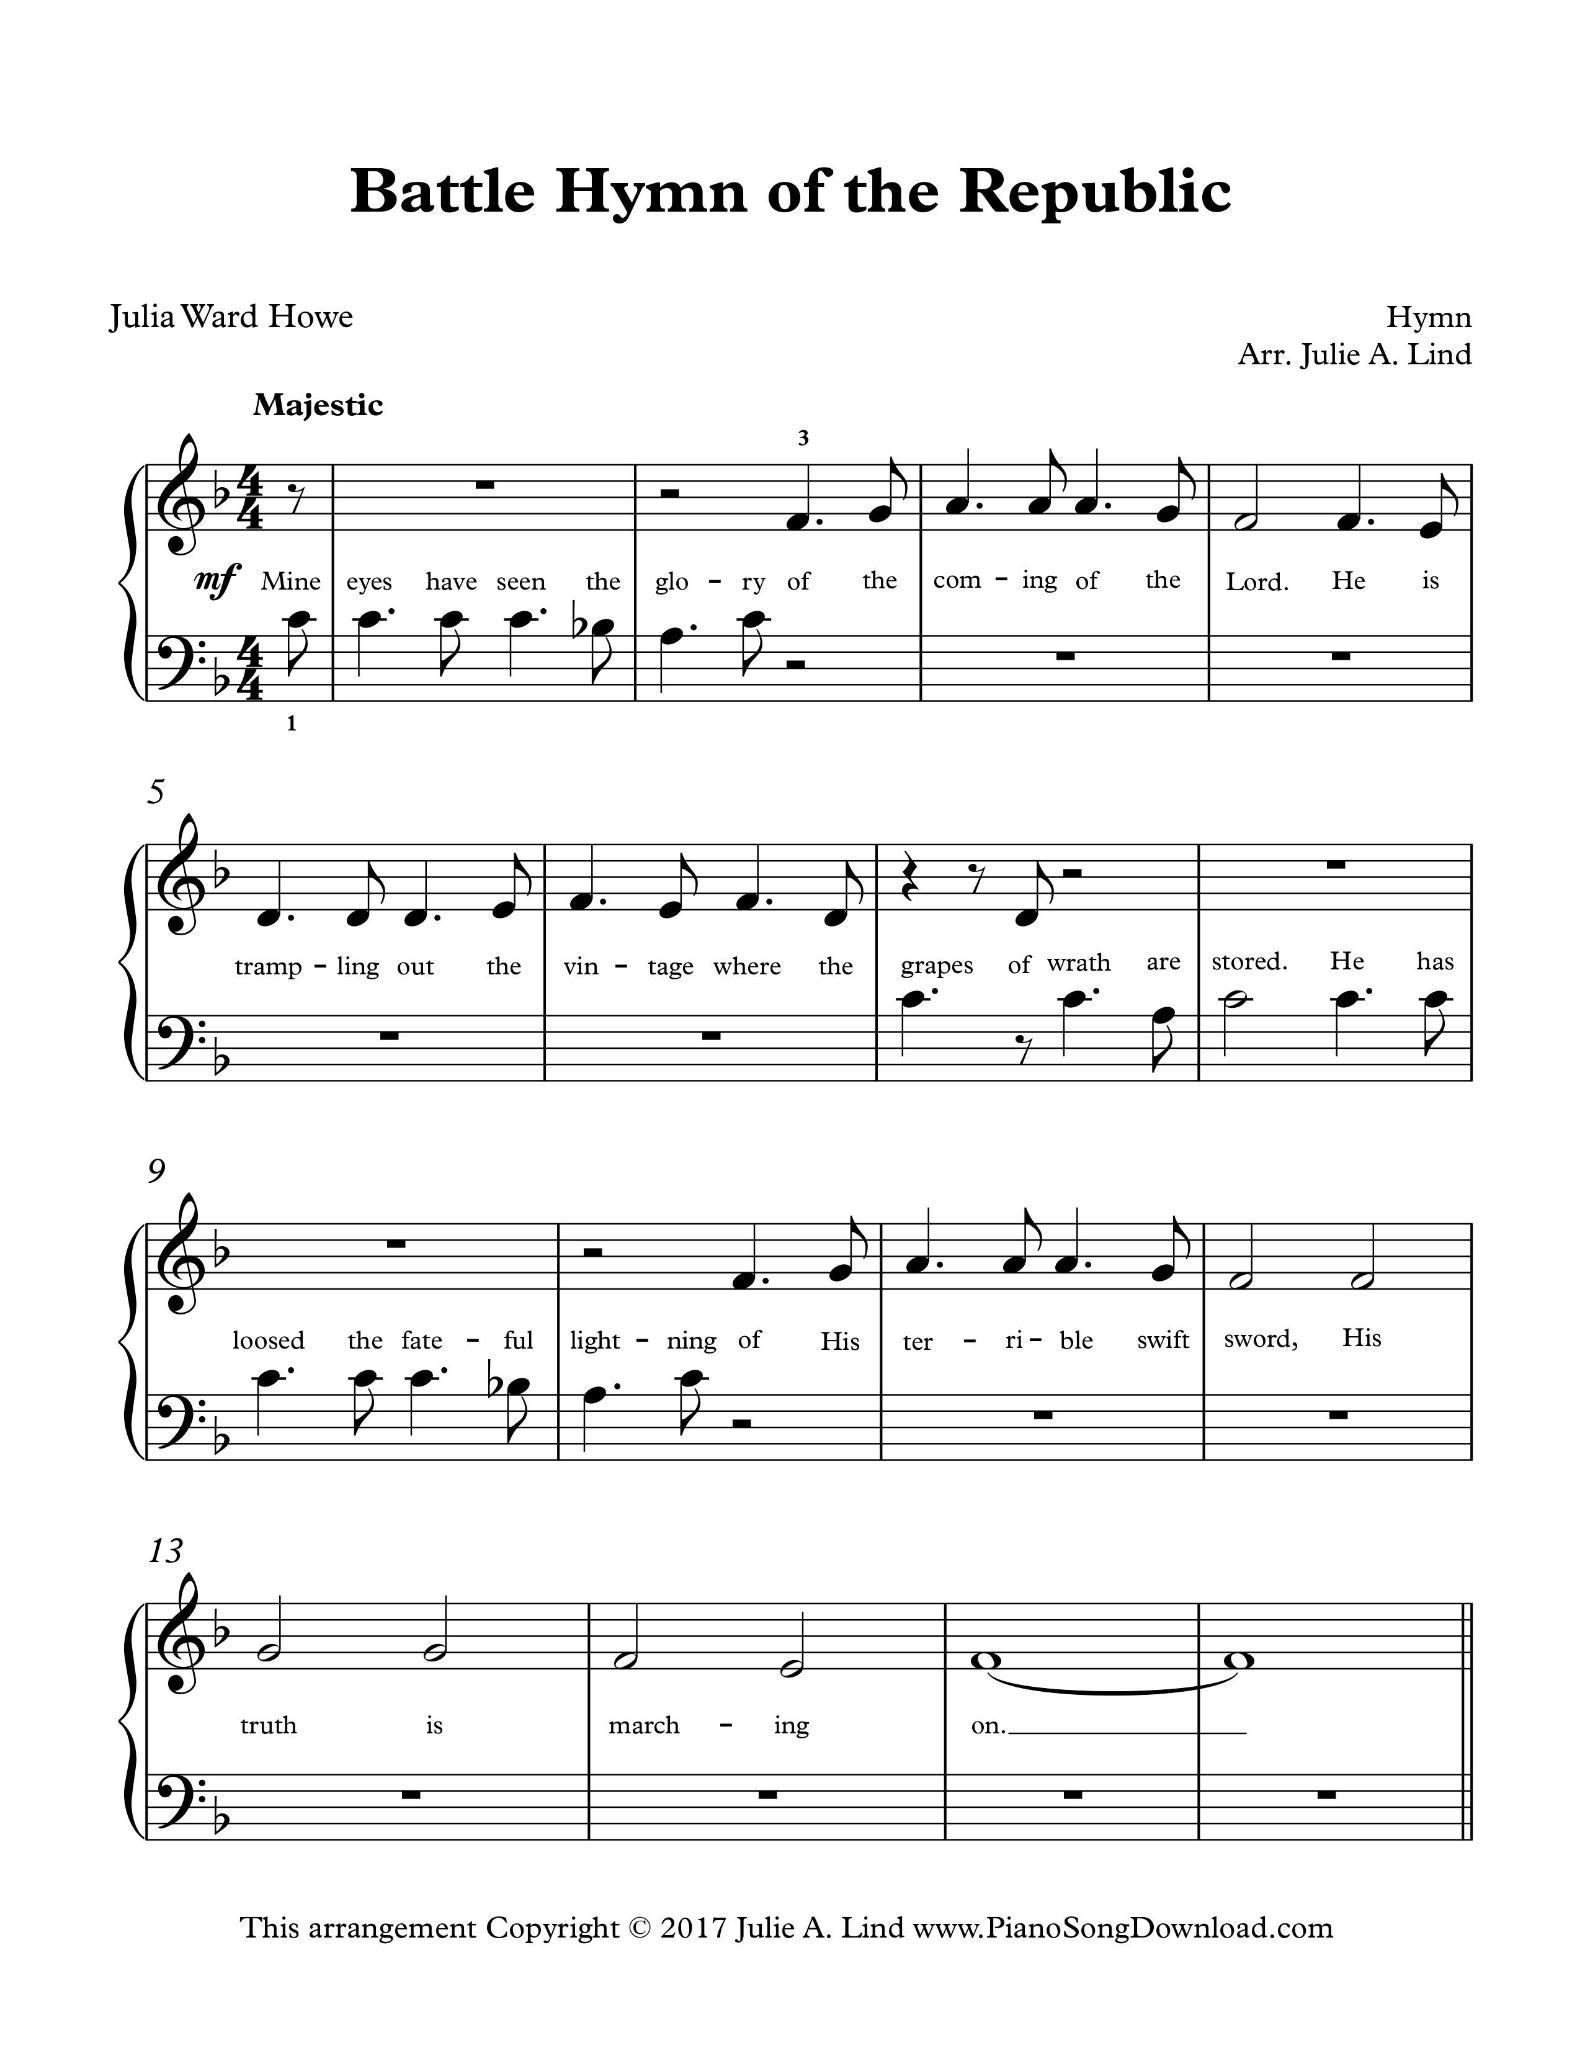 Battle Hymn of the Republic
Julia Ward Howe
Hymn
Arr. Julie A. Lind
Majestic
3
4 4
mf Mine eyes have seen the glo - ry of the com - ing of the Lord. He is
4 4
1
5
tramp - ling out the vin - tage where the grapes of wrath are stored. He has
9
loosed the fate - ful light - ning of His ter - ri - ble swift sword, His
13
truth is march - ing on.
This arrangement Copyright © 2017 Julie A. Lind www.PianoSongDownload.com